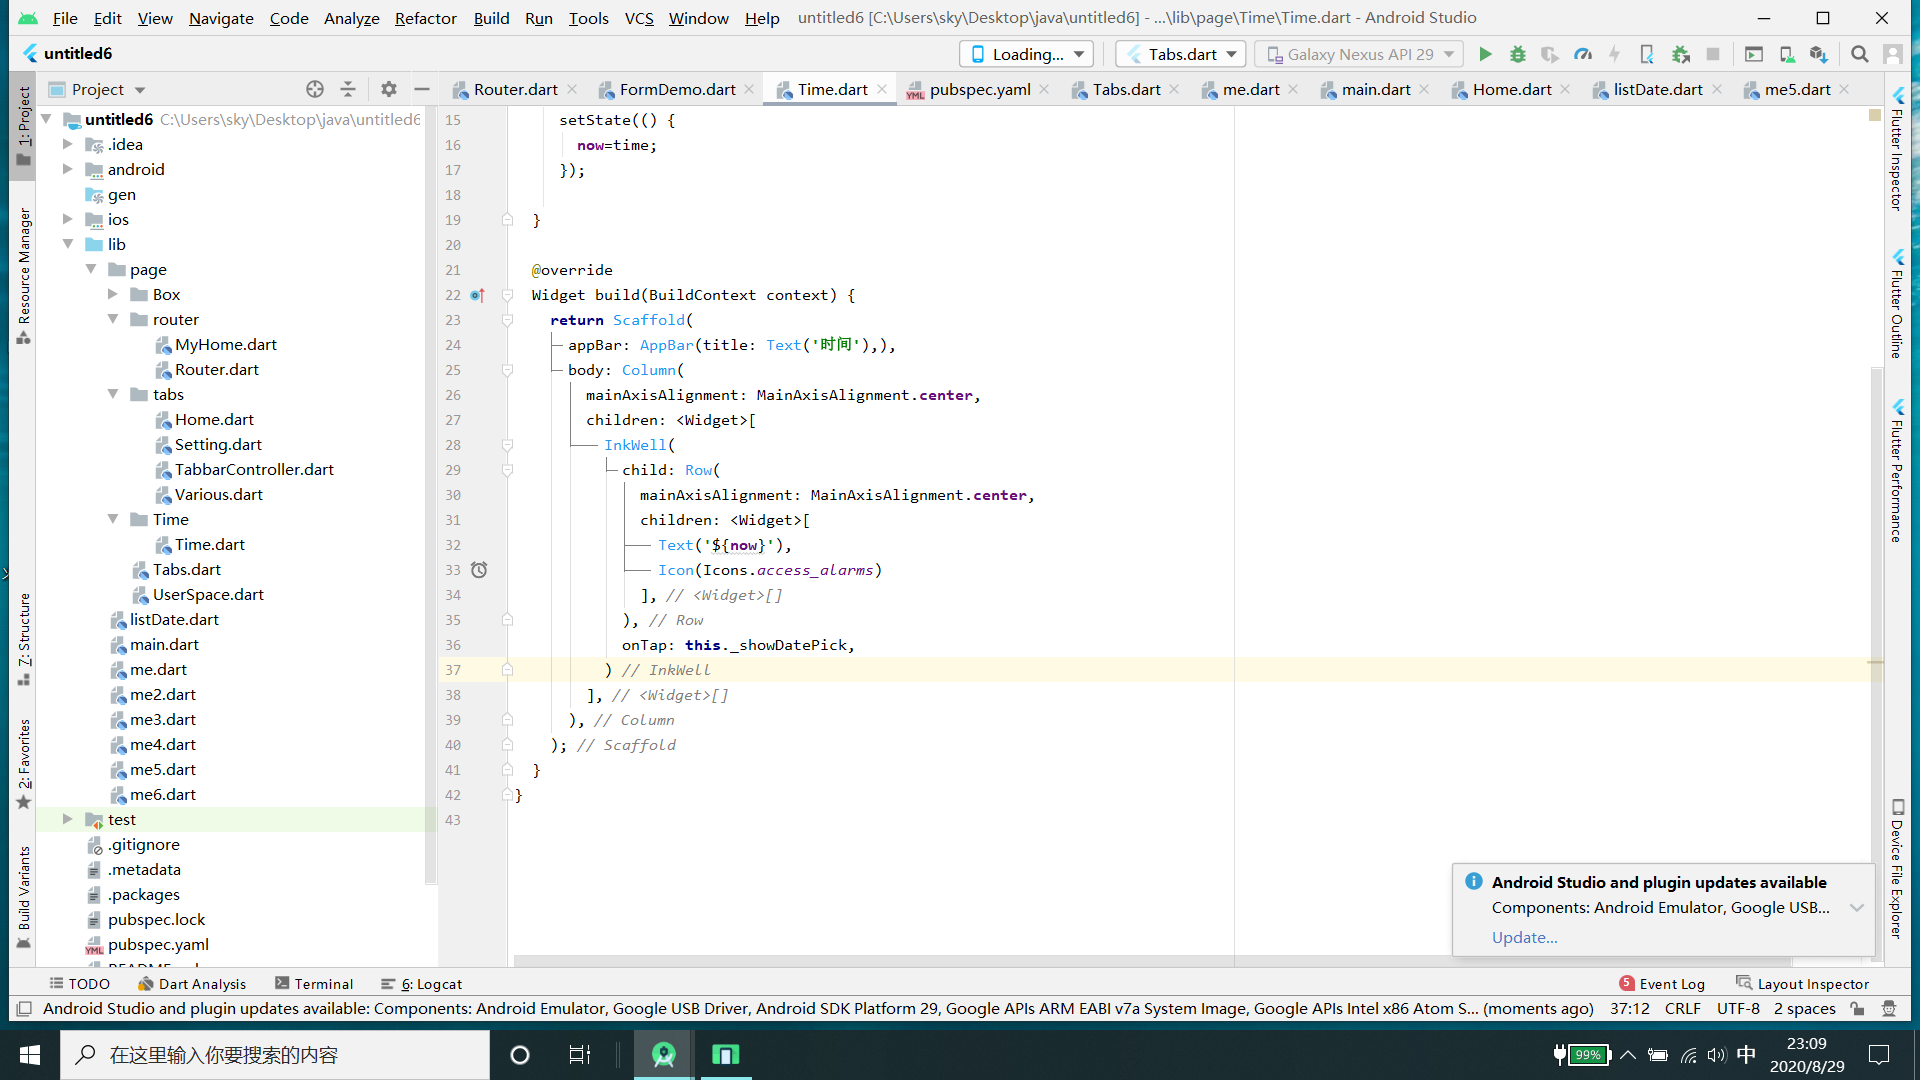 File Edit View Navigate Code Analyze Refactor Build Run Tools VCS Window Help untitled6 [C:\Users\sky\Desktop\java\untitled6] - ...\lib\page\Time\Time.dart - Android Studio
untitled6 Loading... Tabs.dart Galaxy Nexus API 29
Project Router.dart FormDemo.dart Time.dart pubspec.yaml Tabs.dart me.dart main.dart Home.dart listDate.dart me5.dart
1: Project
Resource Manager
Z: Structure
2: Favorites
Build Variants
untitled6 C:\Users\sky\Desktop\java\untitled6
.idea
android
gen
ios
lib
page
Box
router
MyHome.dart
Router.dart
tabs
Home.dart
Setting.dart
TabbarController.dart
Various.dart
Time
Time.dart
Tabs.dart
UserSpace.dart
listDate.dart
main.dart
me.dart
me2.dart
me3.dart
me4.dart
me5.dart
me6.dart
test
.gitignore
.metadata
.packages
pubspec.lock
YML pubspec.yaml
15 setState(() {
16 now=time;
17 });
18
19 }
20
21 @override
22 Widget build(BuildContext context) {
23 return Scaffold(
24 appBar: AppBar(title: Text('时间'),),
25 body: Column(
26 mainAxisAlignment: MainAxisAlignment.center,
27 children: <Widget>[
28 InkWell(
29 child: Row(
30 mainAxisAlignment: MainAxisAlignment.center,
31 children: <Widget>[
32 Text('${now}'),
33 Icon(Icons.access_alarms)
34 ], // <Widget>[]
35 ), // Row
36 onTap: this._showDatePick,
37 ) // InkWell
38 ], // <Widget>[]
39 ), // Column
40 ); // Scaffold
41 }
42 }
43
Flutter Inspector
Flutter Outline
Flutter Performance
Device File Explorer
Android Studio and plugin updates available
Components: Android Emulator, Google USB...
Update...
TODO Dart Analysis Terminal 6: Logcat 5 Event Log Layout Inspector
Android Studio and plugin updates available: Components: Android Emulator, Google USB Driver, Android SDK Platform 29, Google APIs ARM EABI v7a System Image, Google APIs Intel x86 Atom S... (moments ago) 37:12 CRLF UTF-8 2 spaces
在这里输入你要搜索的内容 99% 中 23:09
2020/8/29